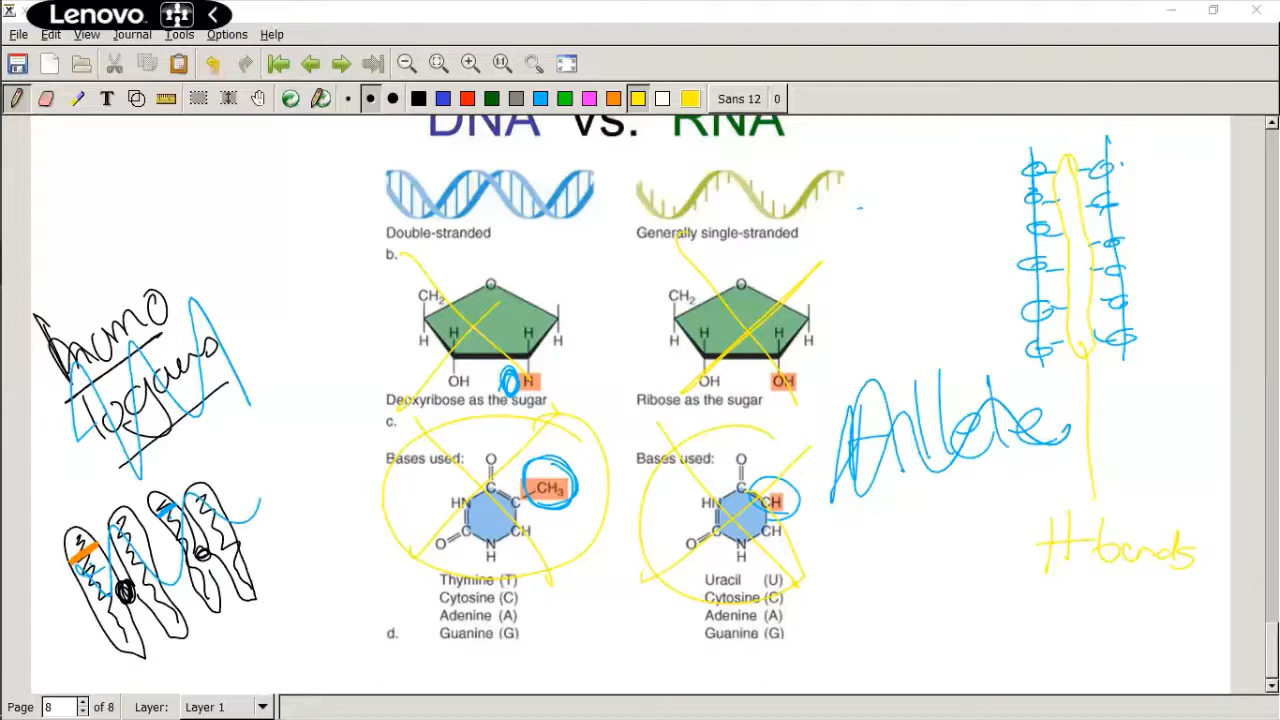 Lenovo
File Edit View Journal Tools Options Help
Sans 12 0
DNA vs. RNA
Double-stranded
Generally single-stranded
b.
O
CH2
H H
H H
OH H
Deoxyribose as the sugar
O
CH2
H H
H H
OH OH
Ribose as the sugar
c.
Bases used:
O
C
HN C CH3
C CH
O N
H
Thymine (T)
Cytosine (C)
Adenine (A)
d. Guanine (G)
Bases used:
O
C
HN CH
C CH
O N
H
Uracil (U)
Cytosine (C)
Adenine (A)
Guanine (G)
Homo
logous
Allele
H bonds
Page 8 of 8 Layer: Layer 1